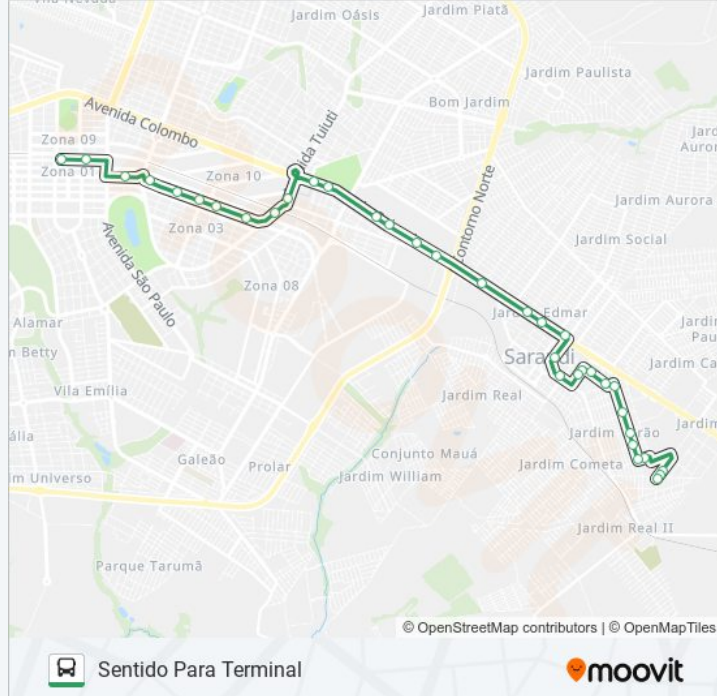 Jardim Oásis
Jardim Piatã
Jardim Paulista
Bom Jardim
Avenida Colombo
Zona 09
Zona 01
Zona 10
Jardim Aurora
Zona 03
Contorno Norte
Jardim Social
Avenida São Paulo
Zona 08
Alamar
Jardim Edmar
Sarandi
Vila Emília
Jardim Real
Galeão
Prolar
Conjunto Mauá
Jardim Cometa
Jardim William
Jardim Real II
Parque Tarumã
© OpenStreetMap contributors | © OpenMapTiles
Sentido Para Terminal
moovit